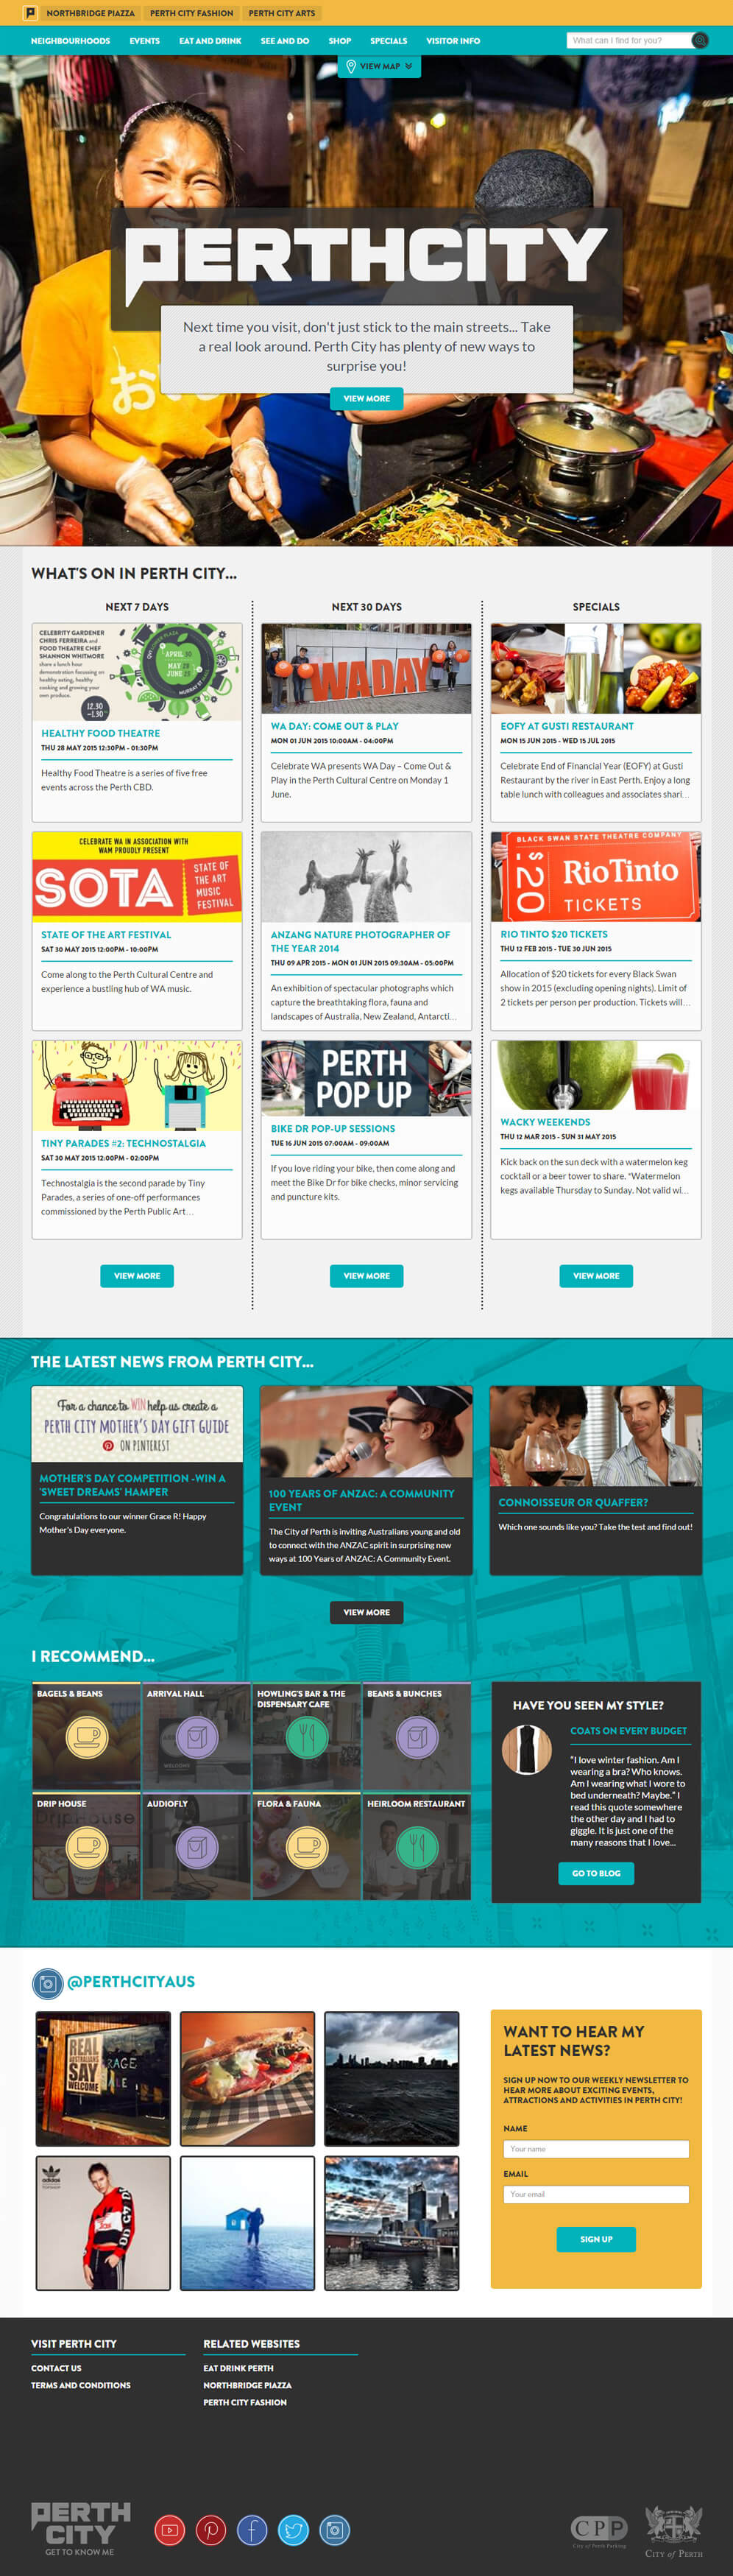 NORTHBRIDGE PIAZZA PERTH CITY FASHION PERTH CITY ARTS
NEIGHBOURHOODS EVENTS EAT AND DRINK SEE AND DO SHOP SPECIALS VISITOR INFO What can I find for you?
VIEW MAP
PERTHCITY
Next time you visit, don't just stick to the main streets... Take
a real look around. Perth City has plenty of new ways to
surprise you!
VIEW MORE
WHAT'S ON IN PERTH CITY...
NEXT 7 DAYS
CELEBRITY GARDENER
CHRIS FERREIRA and
FOOD THEATRE CHEF
SHANNON WHITMORE
share a lunch hour
demonstration focussing on
healthy eating, healthy
cooking and growing your
own produce.
12.30
-1.30
APRIL 30
MAY 28
JUNE
MURRAY ST
HEALTHY FOOD THEATRE
THU 28 MAY 2015 12:30PM - 01:30PM
Healthy Food Theatre is a series of five free
events across the Perth CBD.
CELEBRATE WA IN ASSOCIATION WITH
WAM PROUDLY PRESENT
SOTA
STATE OF
THE ART
MUSIC
FESTIVAL
STATE OF THE ART FESTIVAL
SAT 30 MAY 2015 12:00PM - 10:00PM
Come along to the Perth Cultural Centre and
experience a bustling hub of WA music.
TINY PARADES #2: TECHNOSTALGIA
SAT 30 MAY 2015 12:00PM - 02:00PM
Technostalgia is the second parade by Tiny
Parades, a series of one-off performances
commissioned by the Perth Public Art...
VIEW MORE
NEXT 30 DAYS
WADAY
WA DAY: COME OUT & PLAY
MON 01 JUN 2015 10:00AM - 04:00PM
Celebrate WA presents WA Day – Come Out &
Play in the Perth Cultural Centre on Monday 1
June.
ANZANG NATURE PHOTOGRAPHER OF
THE YEAR 2014
THU 09 APR 2015 - MON 01 JUN 2015 09:30AM - 05:00PM
An exhibition of spectacular photographs which
capture the breathtaking flora, fauna and
landscapes of Australia, New Zealand, Antarcti...
PERTH
POP UP
BIKE DR POP-UP SESSIONS
TUE 16 JUN 2015 07:00AM - 09:00AM
If you love riding your bike, then come along and
meet the Bike Dr for bike checks, minor servicing
and puncture kits.
VIEW MORE
SPECIALS
EOFY AT GUSTI RESTAURANT
MON 15 JUN 2015 - WED 15 JUL 2015
Celebrate End of Financial Year (EOFY) at Gusti
Restaurant by the river in East Perth. Enjoy a long
table lunch with colleagues and associates shari...
BLACK SWAN STATE THEATRE COMPANY
$20
RioTinto
TICKETS
RIO TINTO $20 TICKETS
THU 12 FEB 2015 - TUE 30 JUN 2015
Allocation of $20 tickets for every Black Swan
show in 2015 (excluding opening nights). Limit of
2 tickets per person per production. Tickets will...
WACKY WEEKENDS
THU 12 MAR 2015 - SUN 31 MAY 2015
Kick back on the sun deck with a watermelon keg
cocktail or a beer tower to share. *Watermelon
kegs available Thursday to Sunday. Not valid wi...
VIEW MORE
THE LATEST NEWS FROM PERTH CITY...
For a chance to WIN help us create a
PERTH CITY MOTHER'S DAY GIFT GUIDE
ON PINTEREST
MOTHER'S DAY COMPETITION -WIN A
'SWEET DREAMS' HAMPER
Congratulations to our winner Grace R! Happy
Mother's Day everyone.
100 YEARS OF ANZAC: A COMMUNITY
EVENT
The City of Perth is inviting Australians young and old
to connect with the ANZAC spirit in surprising new
ways at 100 Years of ANZAC: A Community Event.
CONNOISSEUR OR QUAFFER?
Which one sounds like you? Take the test and find out!
VIEW MORE
I RECOMMEND...
BAGELS & BEANS
ARRIVAL HALL
WELCOME
HOWLING'S BAR & THE
DISPENSARY CAFE
BEANS & BUNCHES
DRIP HOUSE
Drip House
AUDIOFLY
FLORA & FAUNA
HEIRLOOM RESTAURANT
HAVE YOU SEEN MY STYLE?
COATS ON EVERY BUDGET
"I love winter fashion. Am I
wearing a bra? Who knows.
Am I wearing what I wore to
bed underneath? Maybe." I
read this quote somewhere
the other day and I had to
giggle. It is just one of the
many reasons that I love...
GO TO BLOG
@PERTHCITYAUS
REAL
AUSTRALIANS
SAY
WELCOME
adidas
WANT TO HEAR MY
LATEST NEWS?
SIGN UP NOW TO OUR WEEKLY NEWSLETTER TO
HEAR MORE ABOUT EXCITING EVENTS,
ATTRACTIONS AND ACTIVITIES IN PERTH CITY!
NAME
Your name
EMAIL
Your email
SIGN UP
VISIT PERTH CITY
CONTACT US
TERMS AND CONDITIONS
RELATED WEBSITES
EAT DRINK PERTH
NORTHBRIDGE PIAZZA
PERTH CITY FASHION
PERTH
CITY
GET TO KNOW ME
CPP
City of Perth Parking
CITY of PERTH